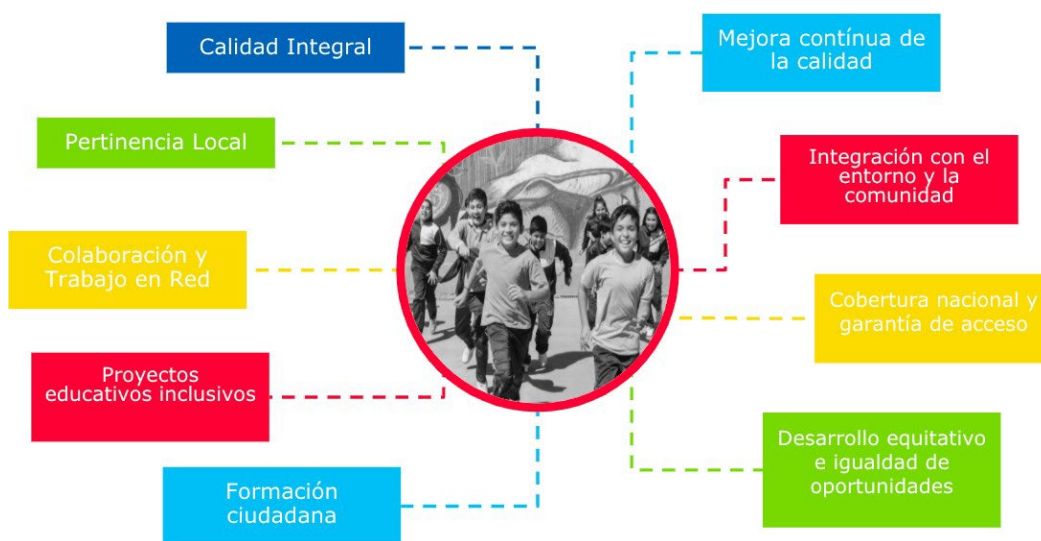 Calidad Integral
Pertinencia Local
Colaboración y
Trabajo en Red
Proyectos
educativos inclusivos
Formación
ciudadana
Mejora contínua de
la calidad
Integración con el
entorno y la
comunidad
Cobertura nacional y
garantía de acceso
Desarrollo equitativo
e igualdad de
oportunidades